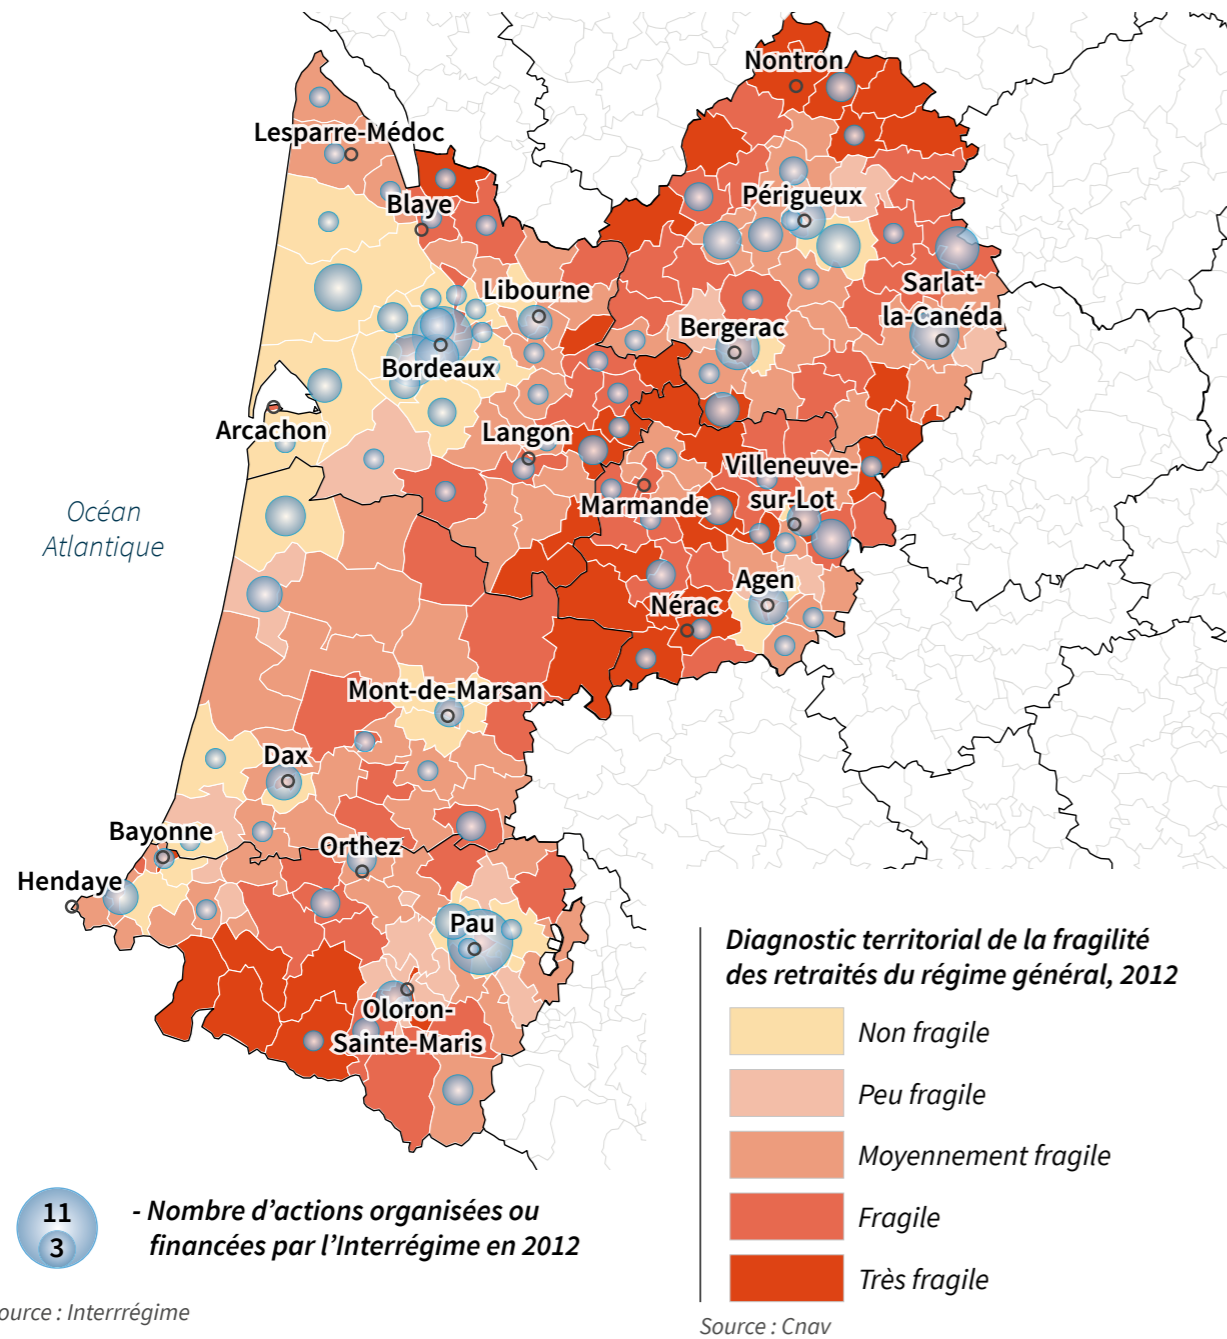 Nontron
Lesparre-Médoc
Blaye
Périgueux
Libourne
Sarlat-
la-Canéda
Bergerac
Bordeaux
Arcachon
Langon
Villeneuve-
sur-Lot
Marmande
Océan
Atlantique
Agen
Nérac
Mont-de-Marsan
Dax
Bayonne
Orthez
Hendaye
Pau
Oloron-
Sainte-Maris
Diagnostic territorial de la fragilité
des retraités du régime général, 2012
Non fragile
Peu fragile
Moyennement fragile
Fragile
Très fragile
Source : Cnav
11
3
- Nombre d'actions organisées ou
financées par l'Interrégime en 2012
ource : Interrrégime